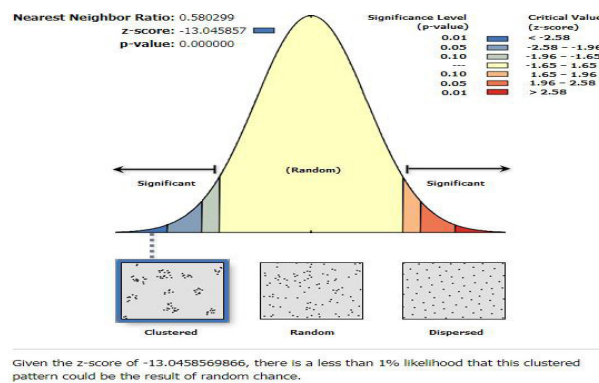 Nearest Neighbor Ratio: 0.580299
z-score: -13.045857
p-value: 0.000000
Significance Level (p-value)
Critical Value (z-score)
0.01 < -2.58
0.05 -2.58 - -1.96
0.10 -1.96 - -1.65
--- -1.65 - 1.65
0.10 1.65 - 1.96
0.05 1.96 - 2.58
0.01 > 2.58
(Random)
Significant
Significant
Clustered
Random
Dispersed
Given the z-score of -13.0458569866, there is a less than 1% likelihood that this clustered
pattern could be the result of random chance.